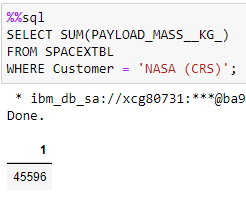 %%sql
SELECT SUM(PAYLOAD_MASS__KG_)
FROM SPACEXTBL
WHERE Customer = 'NASA (CRS)';
* ibm_db_sa://xcg80731:***@ba9
Done.
1
45596